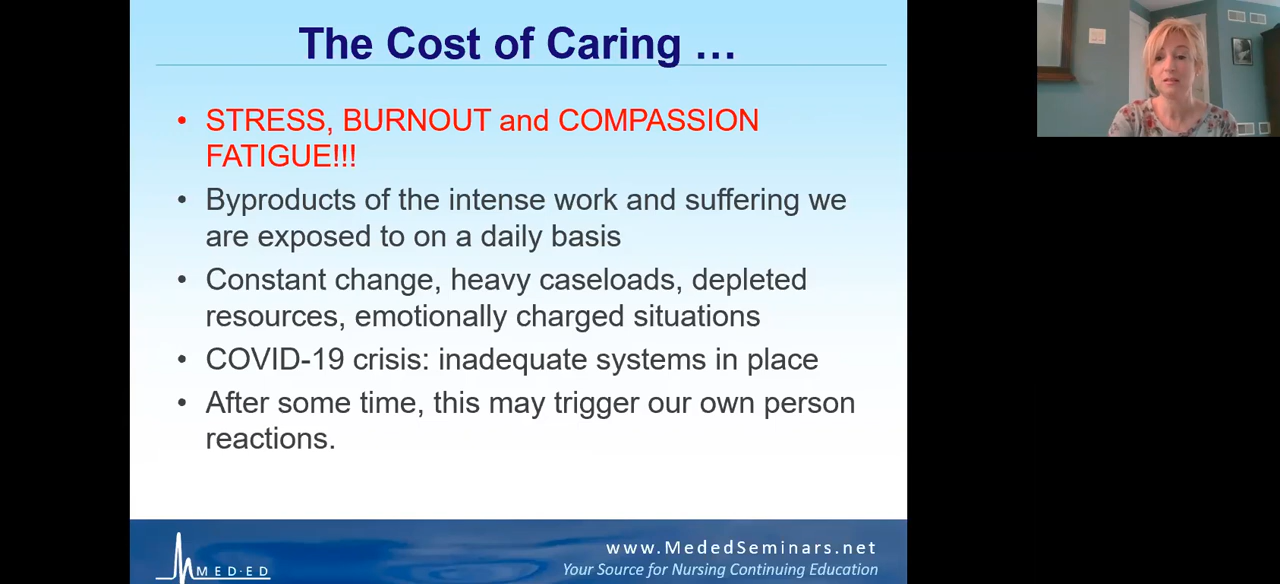 The Cost of Caring ...
• STRESS, BURNOUT and COMPASSION
FATIGUE!!!
• Byproducts of the intense work and suffering we
are exposed to on a daily basis
• Constant change, heavy caseloads, depleted
resources, emotionally charged situations
• COVID-19 crisis: inadequate systems in place
• After some time, this may trigger our own person
reactions.
www.MededSeminars.net
MED·ED
Your Source for Nursing Continuing Education